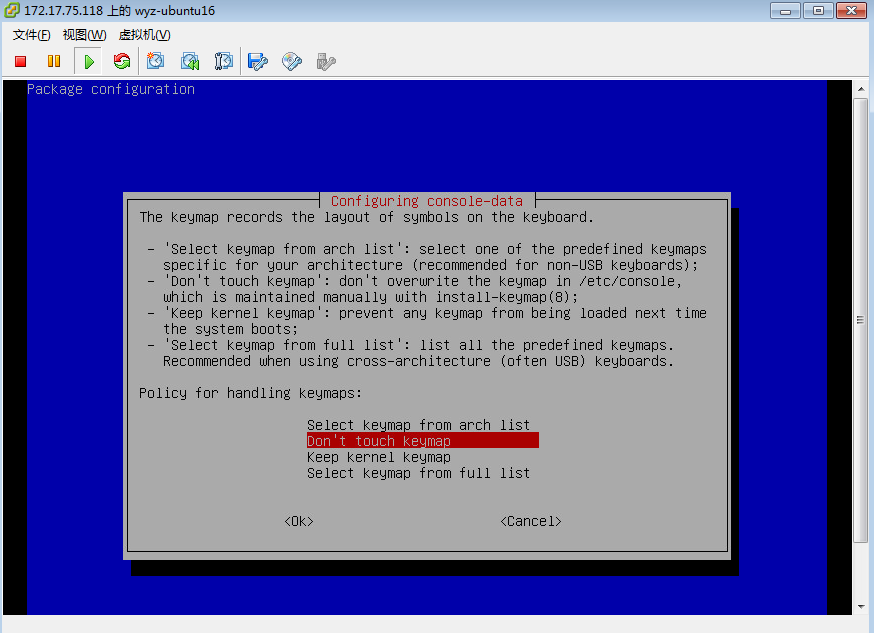 172.17.75.118 上的 wyz-ubuntu16
文件(F) 视图(W) 虚拟机(V)
Package configuration
Configuring console-data
The keymap records the layout of symbols on the keyboard.
- 'Select keymap from arch list': select one of the predefined keymaps
specific for your architecture (recommended for non-USB keyboards);
- 'Don't touch keymap': don't overwrite the keymap in /etc/console,
which is maintained manually with install-keymap(8);
- 'Keep kernel keymap': prevent any keymap from being loaded next time
the system boots;
- 'Select keymap from full list': list all the predefined keymaps.
Recommended when using cross-architecture (often USB) keyboards.
Policy for handling keymaps:
Select keymap from arch list
Don't touch keymap
Keep kernel keymap
Select keymap from full list
<Ok> <Cancel>